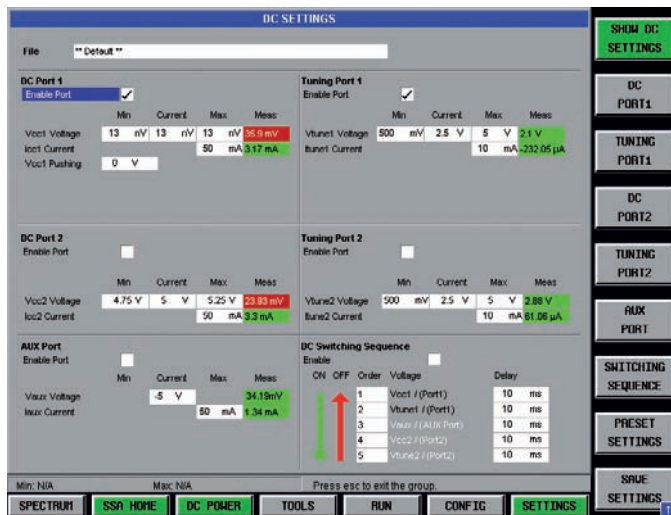 DC SETTINGS
File ** Default **
DC Port 1
Enable Port
Min Current Max Meas
Vcc1 Voltage 13 nV 13 nV 13 nV 35.9 mV
Icc1 Current 50 mA 3.17 mA
Vcc1 Pushing 0 V
Tuning Port 1
Enable Port
Min Current Max Meas
Vtune1 Voltage 500 mV 2.5 V 5 V 2.1 V
Itune1 Current 10 mA -232.05 µA
DC Port 2
Enable Port
Min Current Max Meas
Vcc2 Voltage 4.75 V 5 V 5.25 V 23.93 mV
Icc2 Current 50 mA 3.3 mA
Tuning Port 2
Enable Port
Min Current Max Meas
Vtune2 Voltage 500 mV 2.5 V 5 V 2.88 V
Itune2 Current 10 mA 61.06 µA
AUX Port
Enable Port
Min Current Max Meas
Vaux Voltage -5 V 34.19mV
Iaux Current 50 mA 1.34 mA
DC Switching Sequence
Enable
ON OFF Order Voltage Delay
1 Vcc1 / (Port1) 10 ms
2 Vtune1 / (Port1) 10 ms
3 Vaux / (AUX Port) 10 ms
4 Vcc2 / (Port2) 10 ms
5 Vtune2 / (Port2) 10 ms
Min: N/A Max: N/A Press esc to exit the group.
SPECTRUM SSA HOME DC POWER TOOLS RUN CONFIG SETTINGS
SHOW DC
SETTINGS
DC
PORT1
TUNING
PORT1
DC
PORT2
TUNING
PORT2
AUX
PORT
SWITCHING
SEQUENCE
PRESET
SETTINGS
SAVE
SETTINGS